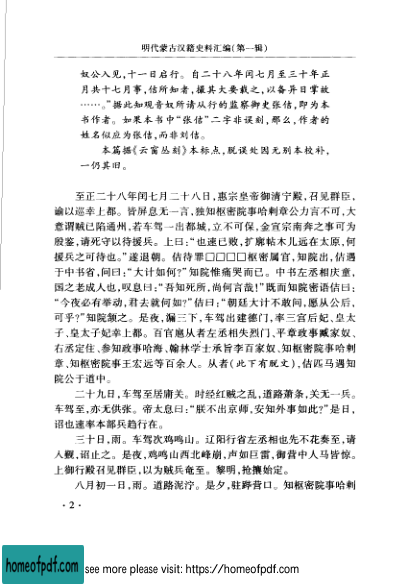 明代蒙古汉籍史料汇编(第一辑)
奴公入见,十一日启行。自二十八年闰七月至三十年正
月共十七月事,信所知者,撮其大要载之,以备异日掌故
……。”据此知观音奴所请从行的监察御史张佶,即为本
书作者。如果本书中“张佶”二字非误刻,那么,作者的
姓名似应为张佶,而非刘佶。
本篇据《云窗丛刻》本标点,脱误处因无别本校补,
一仍其旧。
至正二十八年闰七月二十八日,惠宗皇帝御清宁殿,召见群臣,
谕以巡幸上都。皆屏息无一言,独知枢密院事哈剌章公力言不可,大
意谓贼已陷通州,若车驾一出都城,立不可保,金宣宗南奔之事可为
殷鉴,请死守以待援兵。上曰:“也速已败,扩廓帖木儿远在太原,何
援兵之可待也。”遂退朝。佶待罪□□□□枢密属官,知院出,佶遇
于中书省,问曰:“大计如何?”知院惟痛哭而已。中书左丞相庆童,
国之老成人也,叹息曰:“吾知死所,尚何言哉!”既而知院密语佶曰:
“今夜必有举动,君去就何如?”佶曰:“朝廷大计不敢问,愿从公后,
可乎?”知院颔之。是夜,漏三下,车驾出建德门,率三宫后妃、皇太
子、皇太子妃幸上都。百官扈从者左丞相失烈门、平章政事臧家奴、
右丞定住、参知政事哈海、翰林学士承旨李百家奴、知枢密院事哈剌
章、知枢密院事王宏远等百余人。从者(此下有脱文),佶匹马遇知
院公于道中。
二十九日,车驾至居庸关。时经红贼之乱,道路萧条,关无一兵。
车驾至,亦无供张。帝太息曰:“朕不出京师,安知外事如此?”是日,
诏也速率本部兵趋行在。
三十日,雨。车驾次鸡鸣山。辽阳行省左丞相也先不花奏至,请
入觐,诏止之。是夜,鸡鸣山西北峰崩,声如巨雷,御营中人马皆惊。
上御行殿召见群臣,以为贼兵奄至。黎明,抢攘始定。
八月初一日,雨。道路泥泞。是夕,驻跸营口。知枢密院事哈剌
·2·
homeofpdf.com
see more please visit: https://homeofpdf.com